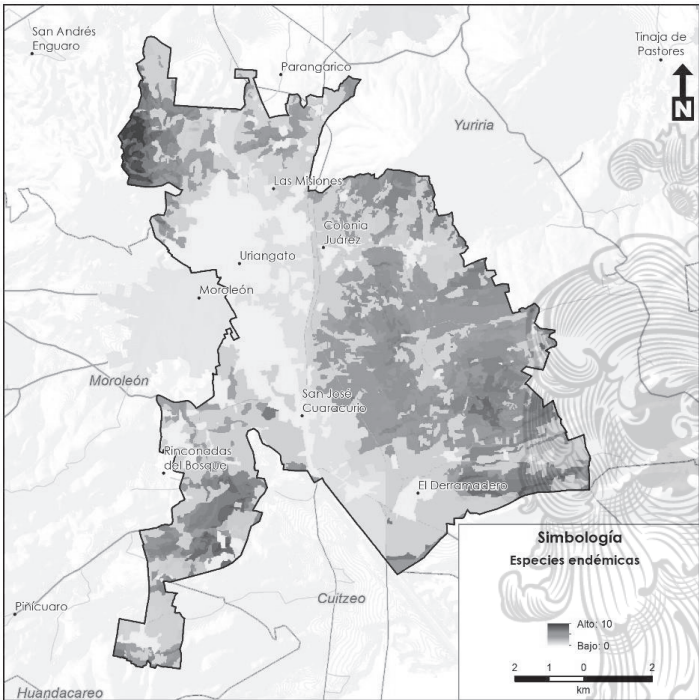 San Andrés
Enguaro
Tinaja de
Pastores
Parangarico
N
Yuriria
Las Misiones
Colonia
Juárez
Uriangato
Moroleón
Moroleón
San José
Cuaracurio
Rinconadas
del Bosque
El Derramadero
Simbología
Especies endémicas
Cuitzeo
Piñícuaro
Alto: 10
Bajo: 0
2 1 0 2
km
Huandacareo